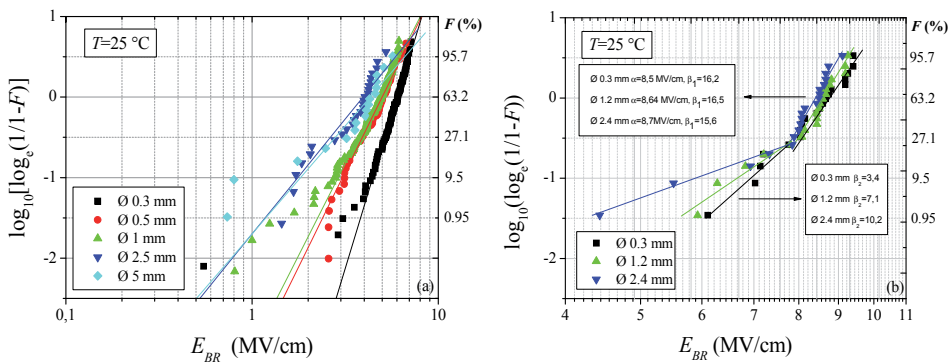 F (%)
T=25 °C
95.7
63.2
27.1
9.5
0.95
1
0
-1
-2
log10[loge(1/1-F)]
Ø 0.3 mm
Ø 0.5 mm
Ø 1 mm
Ø 2.5 mm
Ø 5 mm
(a)
0,1
1
10
EBR (MV/cm)
F (%)
T=25 °C
Ø 0.3 mm α=8,5 MV/cm, β1=16,2
Ø 1.2 mm α=8,64 MV/cm, β1=16,5
Ø 2.4 mm α=8,7MV/cm, β1=15,6
95.7
63.2
27.1
9.5
0.95
Ø 0.3 mm β2=3,4
Ø 1.2 mm β2=7,1
Ø 2.4 mm β2=10,2
1
0
-1
-2
log10(loge(1/1-F))
Ø 0.3 mm
Ø 1.2 mm
Ø 2.4 mm
(b)
4
5
6
7
8
9
10
11
EBR (MV/cm)